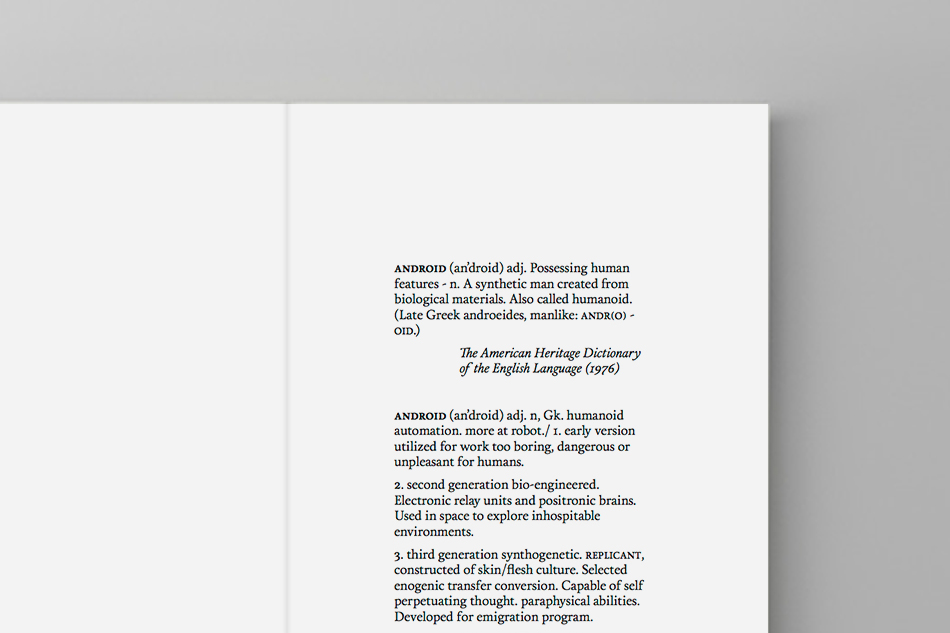 ANDROID (an'droid) adj. Possessing human
features - n. A synthetic man created from
biological materials. Also called humanoid.
(Late Greek androeides, manlike: ANDR(O) -
OID.)
The American Heritage Dictionary
of the English Language (1976)
ANDROID (an'droid) adj. n, Gk. humanoid
automation. more at robot./ 1. early version
utilized for work too boring, dangerous or
unpleasant for humans.
2. second generation bio-engineered.
Electronic relay units and positronic brains.
Used in space to explore inhospitable
environments.
3. third generation synthogenetic. REPLICANT,
constructed of skin/flesh culture. Selected
enogenic transfer conversion. Capable of self
perpetuating thought. paraphysical abilities.
Developed for emigration program.